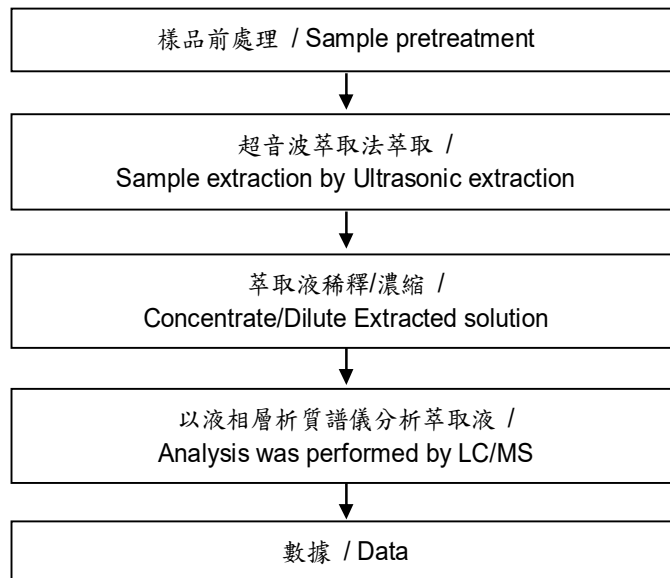 樣品前處理 / Sample pretreatment
超音波萃取法萃取 /
Sample extraction by Ultrasonic extraction
萃取液稀釋/濃縮 /
Concentrate/Dilute Extracted solution
以液相層析質譜儀分析萃取液 /
Analysis was performed by LC/MS
數據 / Data